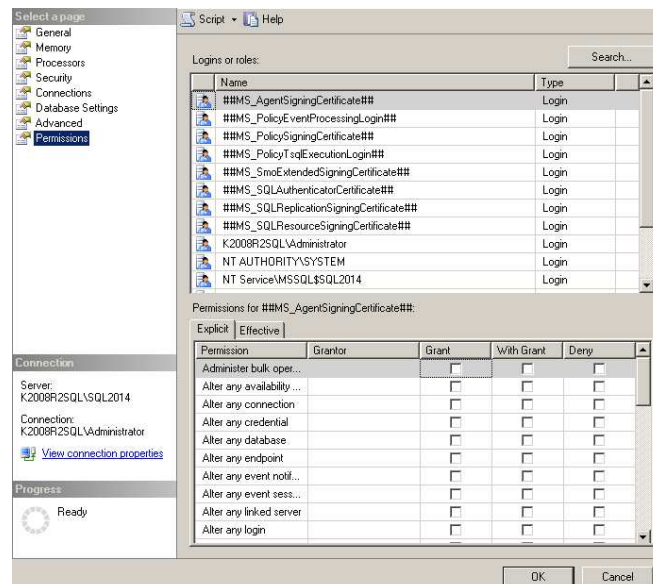 Select a page
General
Memory
Processors
Security
Connections
Database Settings
Advanced
Permissions
Connection
Server:
K2008R2SQL\SQL2014
Connection:
K2008R2SQL\Administrator
View connection properties
Progress
Ready
Script Help
Logins or roles: Search...
Name Type
##MS_AgentSigningCertificate## Login
##MS_PolicyEventProcessingLogin## Login
##MS_PolicySigningCertificate## Login
##MS_PolicyTsqlExecutionLogin## Login
##MS_SmoExtendedSigningCertificate## Login
##MS_SQLAuthenticatorCertificate## Login
##MS_SQLReplicationSigningCertificate## Login
##MS_SQLResourceSigningCertificate## Login
K2008R2SQL\Administrator Login
NT AUTHORITY\SYSTEM Login
NT Service\MSSQL$SQL2014 Login
Permissions for ##MS_AgentSigningCertificate##:
Explicit Effective
Permission Grantor Grant With Grant Deny
Administer bulk oper...
Alter any availability ...
Alter any connection
Alter any credential
Alter any database
Alter any endpoint
Alter any event notif...
Alter any event sess...
Alter any linked server
Alter any login
OK Cancel